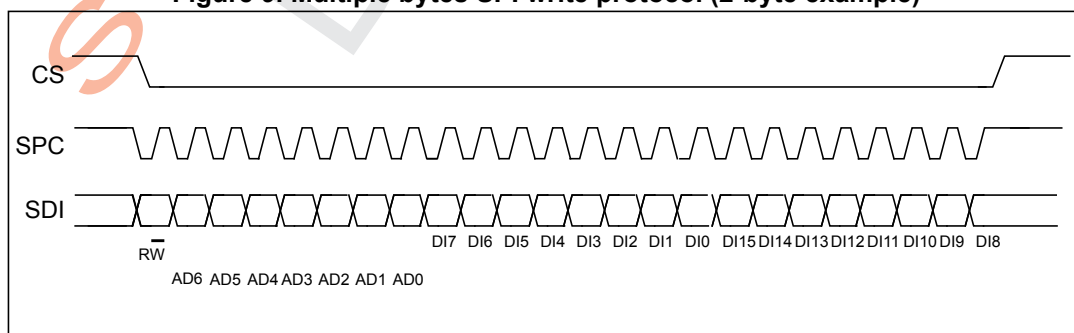 Figure 9. Multiple bytes SPI write protocol (2-byte example)
CS
SPC
SDI
DI7 DI6 DI5 DI4 DI3 DI2 DI1 DI0 DI15 DI14 DI13 DI12 DI11 DI10 DI9 DI8
RW
AD6 AD5 AD4 AD3 AD2 AD1 AD0